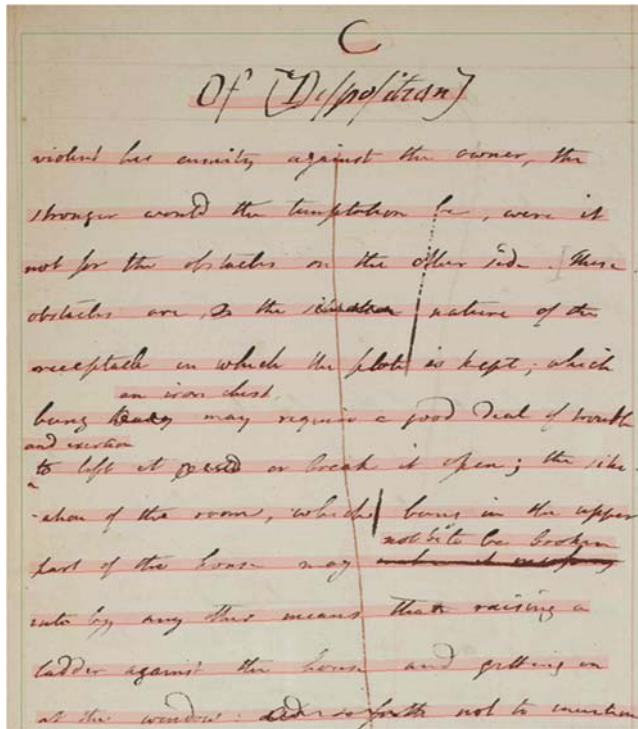 C
Of [Disposition]
violent his enmity against the owner, the
stronger would the temptation be, were it
not for the obstacles on the other side. These
obstacles are, the nature of the
receptacle in which the plate is kept; which
an iron chest
being may require a good deal of trouble
and exertion
to lift it or break it open; the situ-
-ation of the room, which being in the upper
not be to be broken
part of the house may
into by any other means than raising a
ladder against the house and getting in
at the window: not to mention